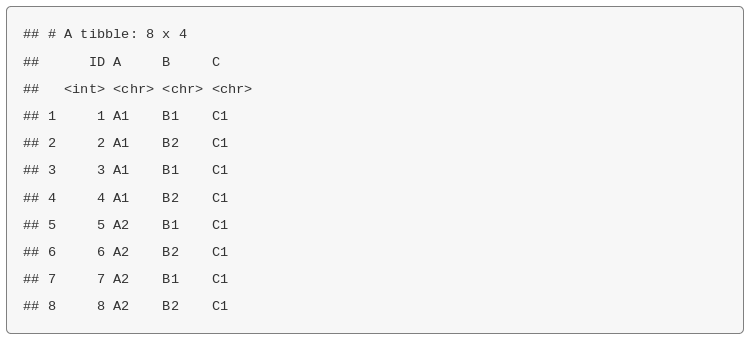 ## # A tibble: 8 x 4
##      ID A     B     C
##   <int> <chr> <chr> <chr>
## 1     1 A1    B1    C1
## 2     2 A1    B2    C1
## 3     3 A1    B1    C1
## 4     4 A1    B2    C1
## 5     5 A2    B1    C1
## 6     6 A2    B2    C1
## 7     7 A2    B1    C1
## 8     8 A2    B2    C1